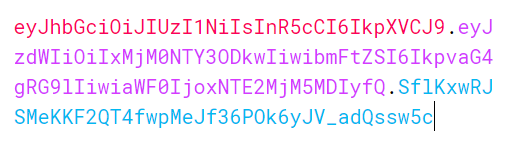 eyJhbGciOiJIUzI1NiIsInR5cCI6IkpXVCJ9.eyJ
zdWIiOiIxMjM0NTY3ODkwIiwibmFtZSI6IkpvaG4
gRG9lIiwiaWF0IjoxNTE2MjM5MDIyfQ.SflKxwRJ
SMeKKF2QT4fwpMeJf36POk6yJV_adQssw5c